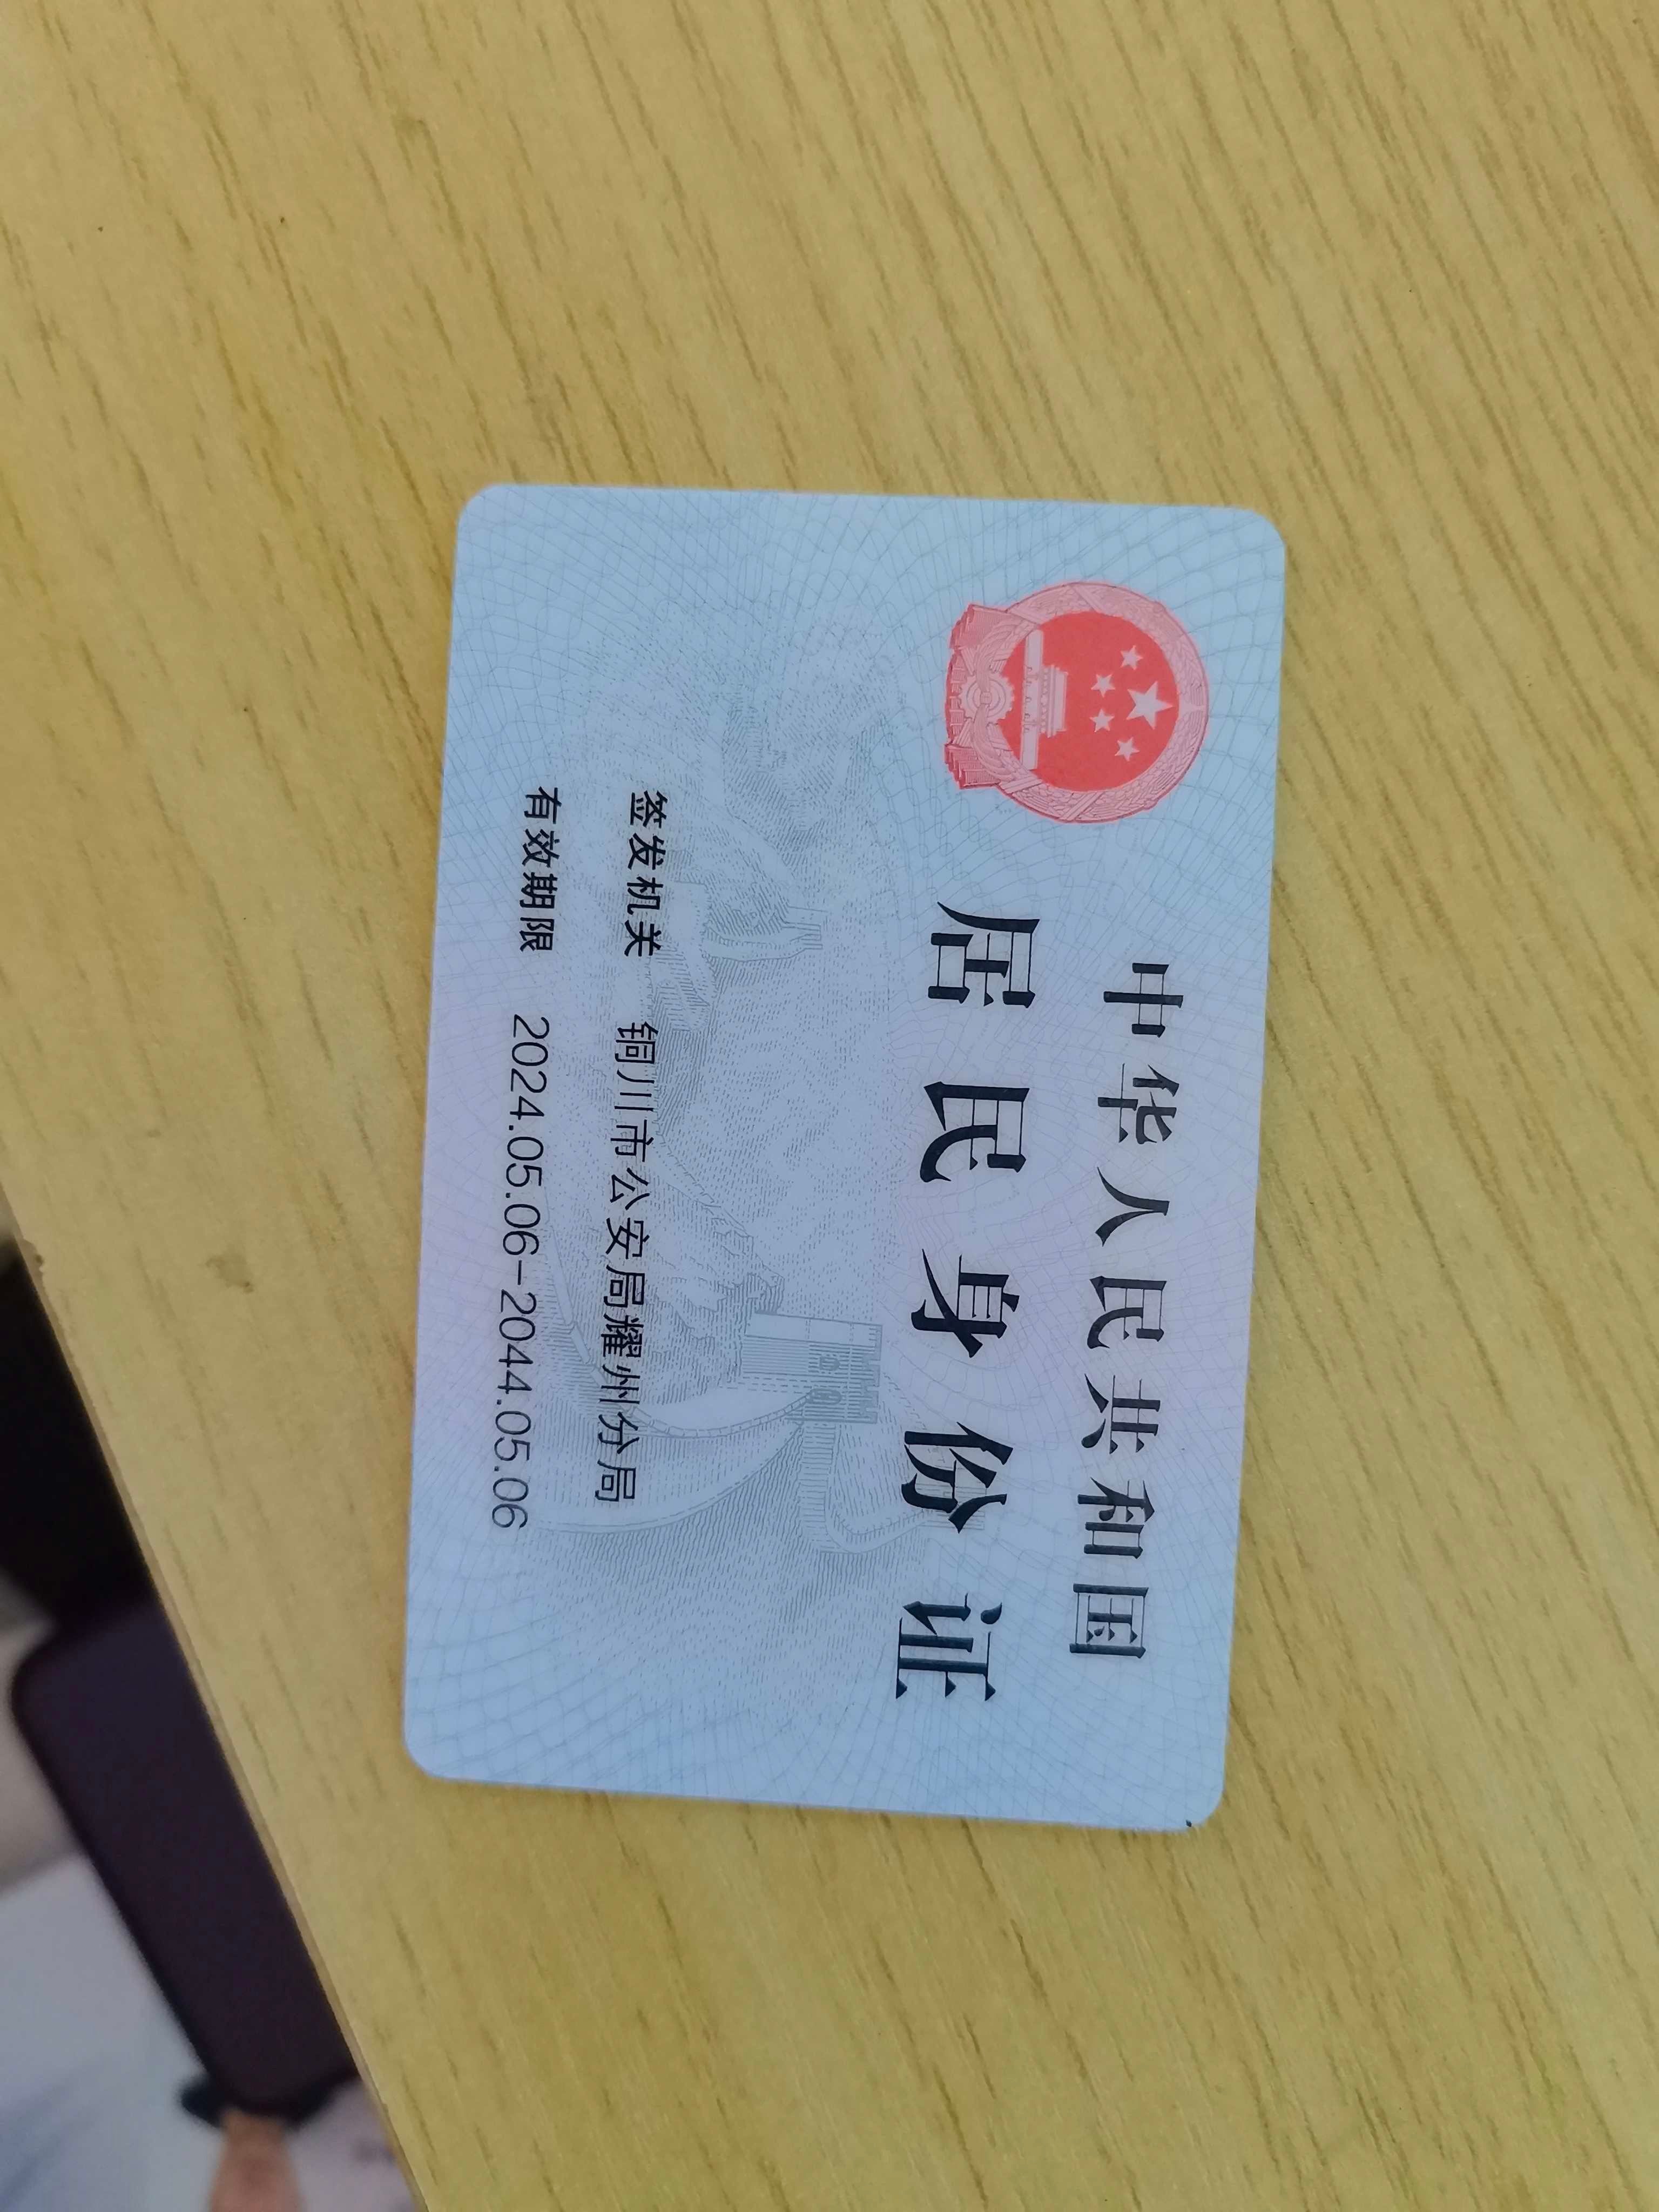 中华人民共和国
居民身份证
签发机关 铜川市公安局耀州分局
有效期限 2024.05.06-2044.05.06